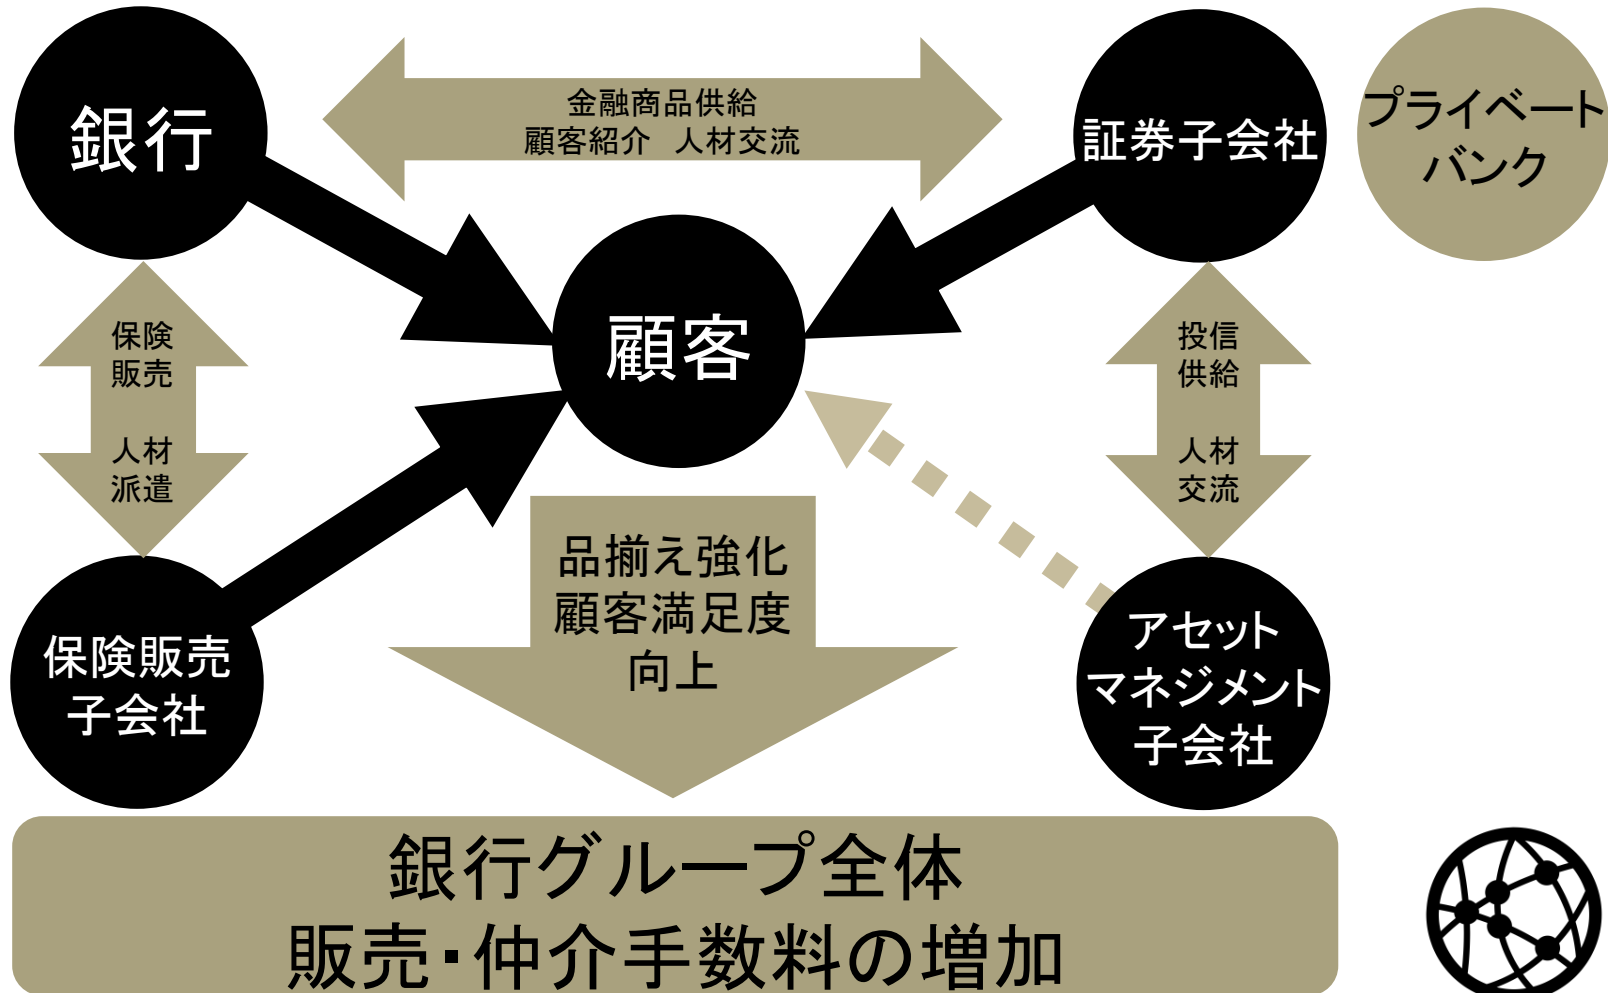 銀行
金融商品供給
顧客紹介　人材交流
証券子会社
プライベート
バンク
顧客
保険
販売
人材
派遣
投信
供給
人材
交流
品揃え強化
顧客満足度
向上
保険販売
子会社
アセット
マネジメント
子会社
銀行グループ全体
販売・仲介手数料の増加